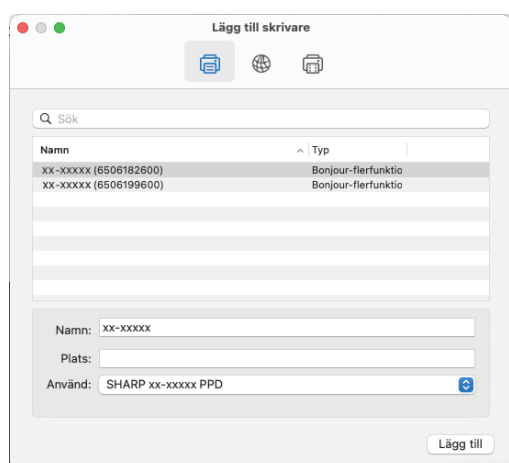 Lägg till skrivare
Sök
Namn Typ
xx-xxxxx (6506182600) Bonjour-flerfunktio
xx-xxxxx (6506199600) Bonjour-flerfunktio
Namn: xx-xxxxx
Plats:
Använd: SHARP xx-xxxxx PPD
Lägg till